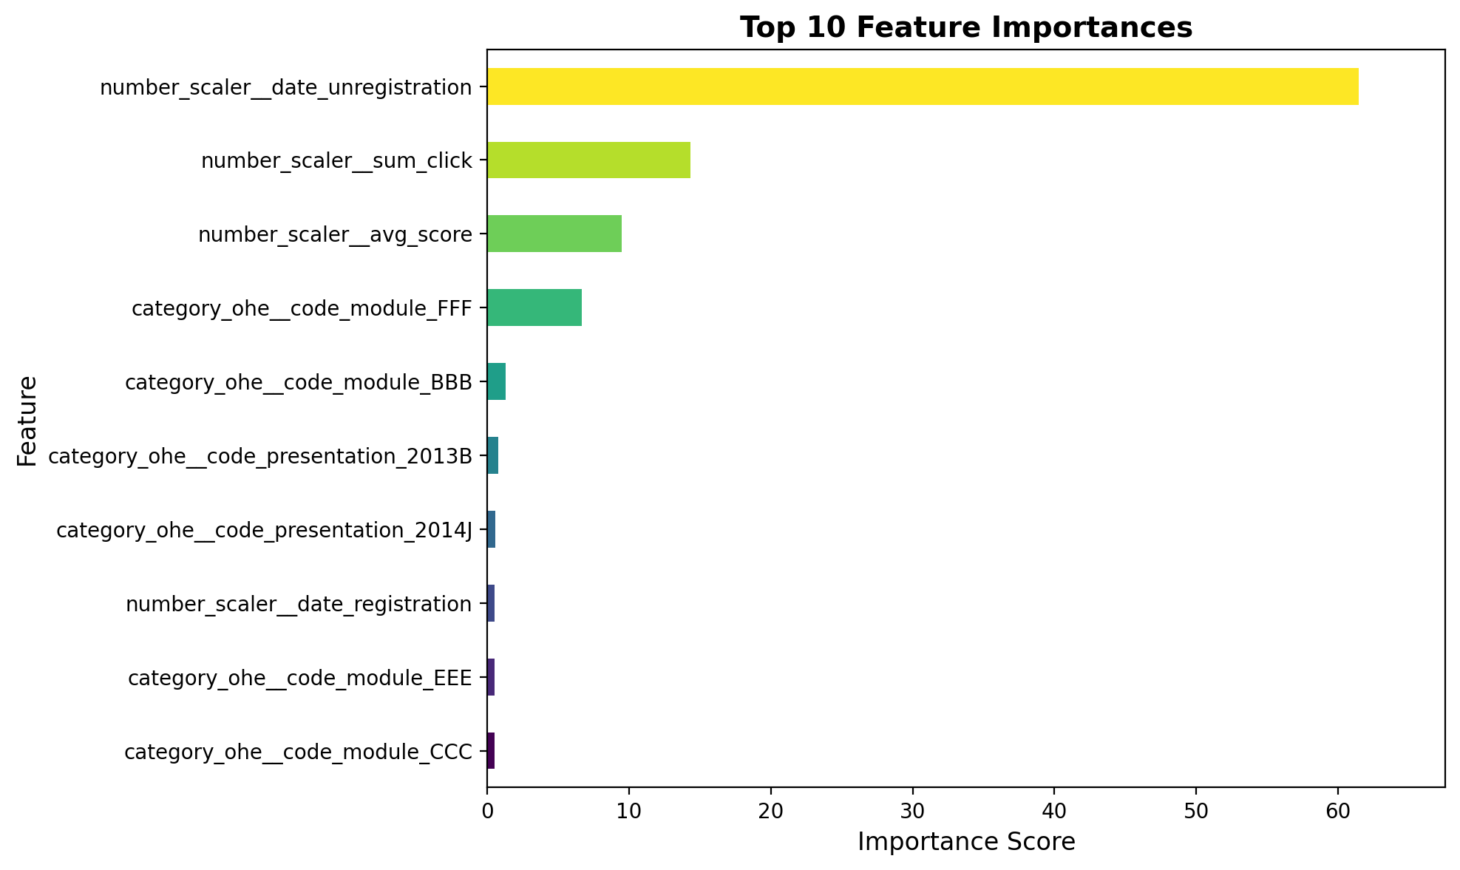 Top 10 Feature Importances
number_scaler__date_unregistration
number_scaler__sum_click
number_scaler__avg_score
category_ohe__code_module_FFF
category_ohe__code_module_BBB
category_ohe__code_presentation_2013B
category_ohe__code_presentation_2014J
number_scaler__date_registration
category_ohe__code_module_EEE
category_ohe__code_module_CCC
Feature
0 10 20 30 40 50 60
Importance Score